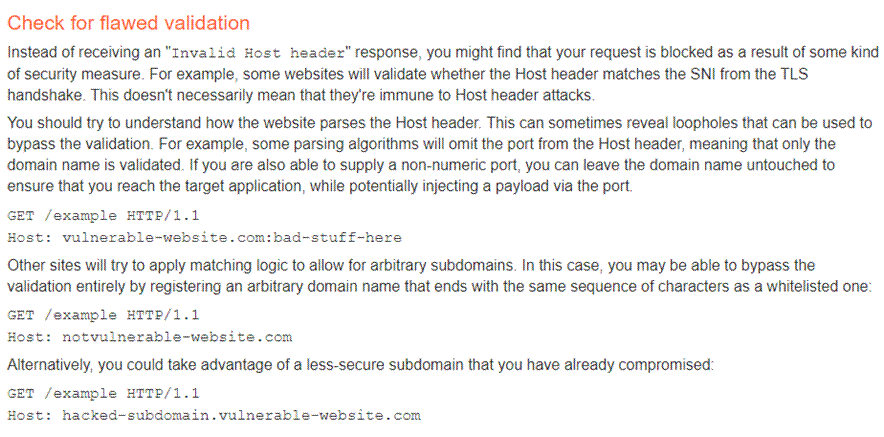 Check for flawed validation
Instead of receiving an "Invalid Host header" response, you might find that your request is blocked as a result of some kind
of security measure. For example, some websites will validate whether the Host header matches the SNI from the TLS
handshake. This doesn't necessarily mean that they're immune to Host header attacks.
You should try to understand how the website parses the Host header. This can sometimes reveal loopholes that can be used to
bypass the validation. For example, some parsing algorithms will omit the port from the Host header, meaning that only the
domain name is validated. If you are also able to supply a non-numeric port, you can leave the domain name untouched to
ensure that you reach the target application, while potentially injecting a payload via the port.
GET /example HTTP/1.1
Host: vulnerable-website.com:bad-stuff-here
Other sites will try to apply matching logic to allow for arbitrary subdomains. In this case, you may be able to bypass the
validation entirely by registering an arbitrary domain name that ends with the same sequence of characters as a whitelisted one:
GET /example HTTP/1.1
Host: notvulnerable-website.com
Alternatively, you could take advantage of a less-secure subdomain that you have already compromised:
GET /example HTTP/1.1
Host: hacked-subdomain.vulnerable-website.com